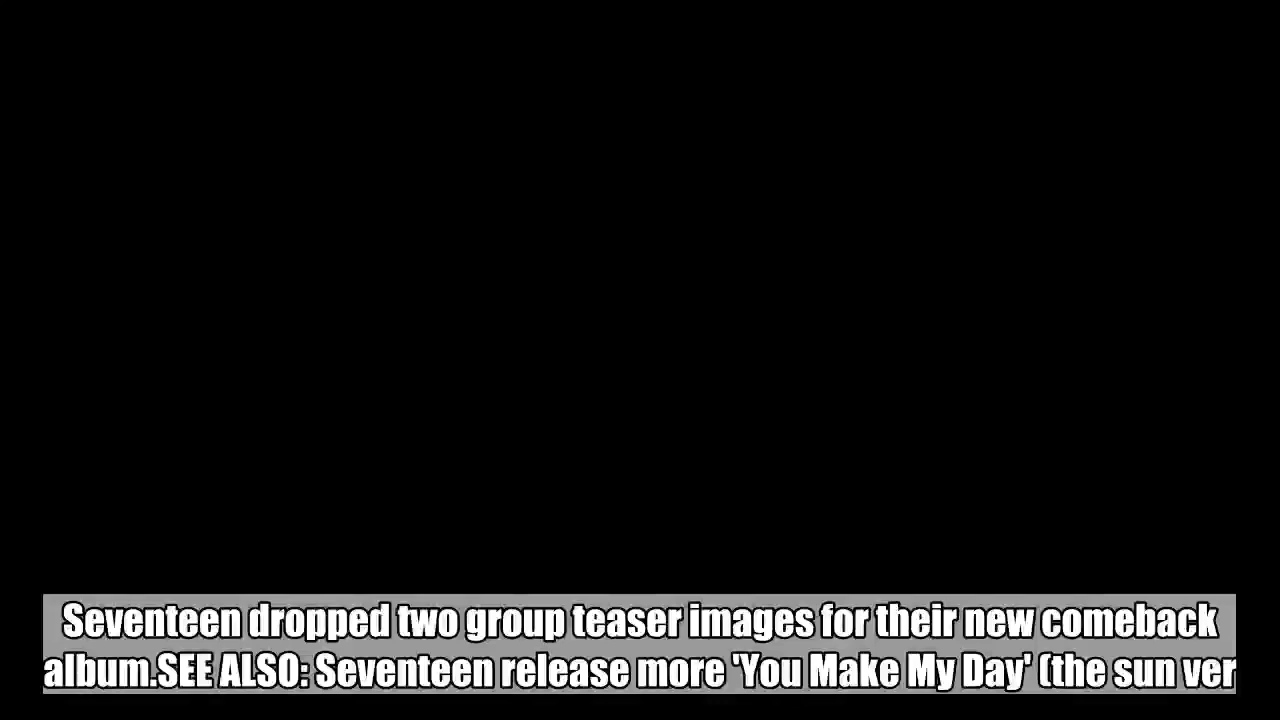 Seventeen dropped two group teaser images for their new comeback
album.SEE ALSO: Seventeen release more 'You Make My Day' (the sun ver